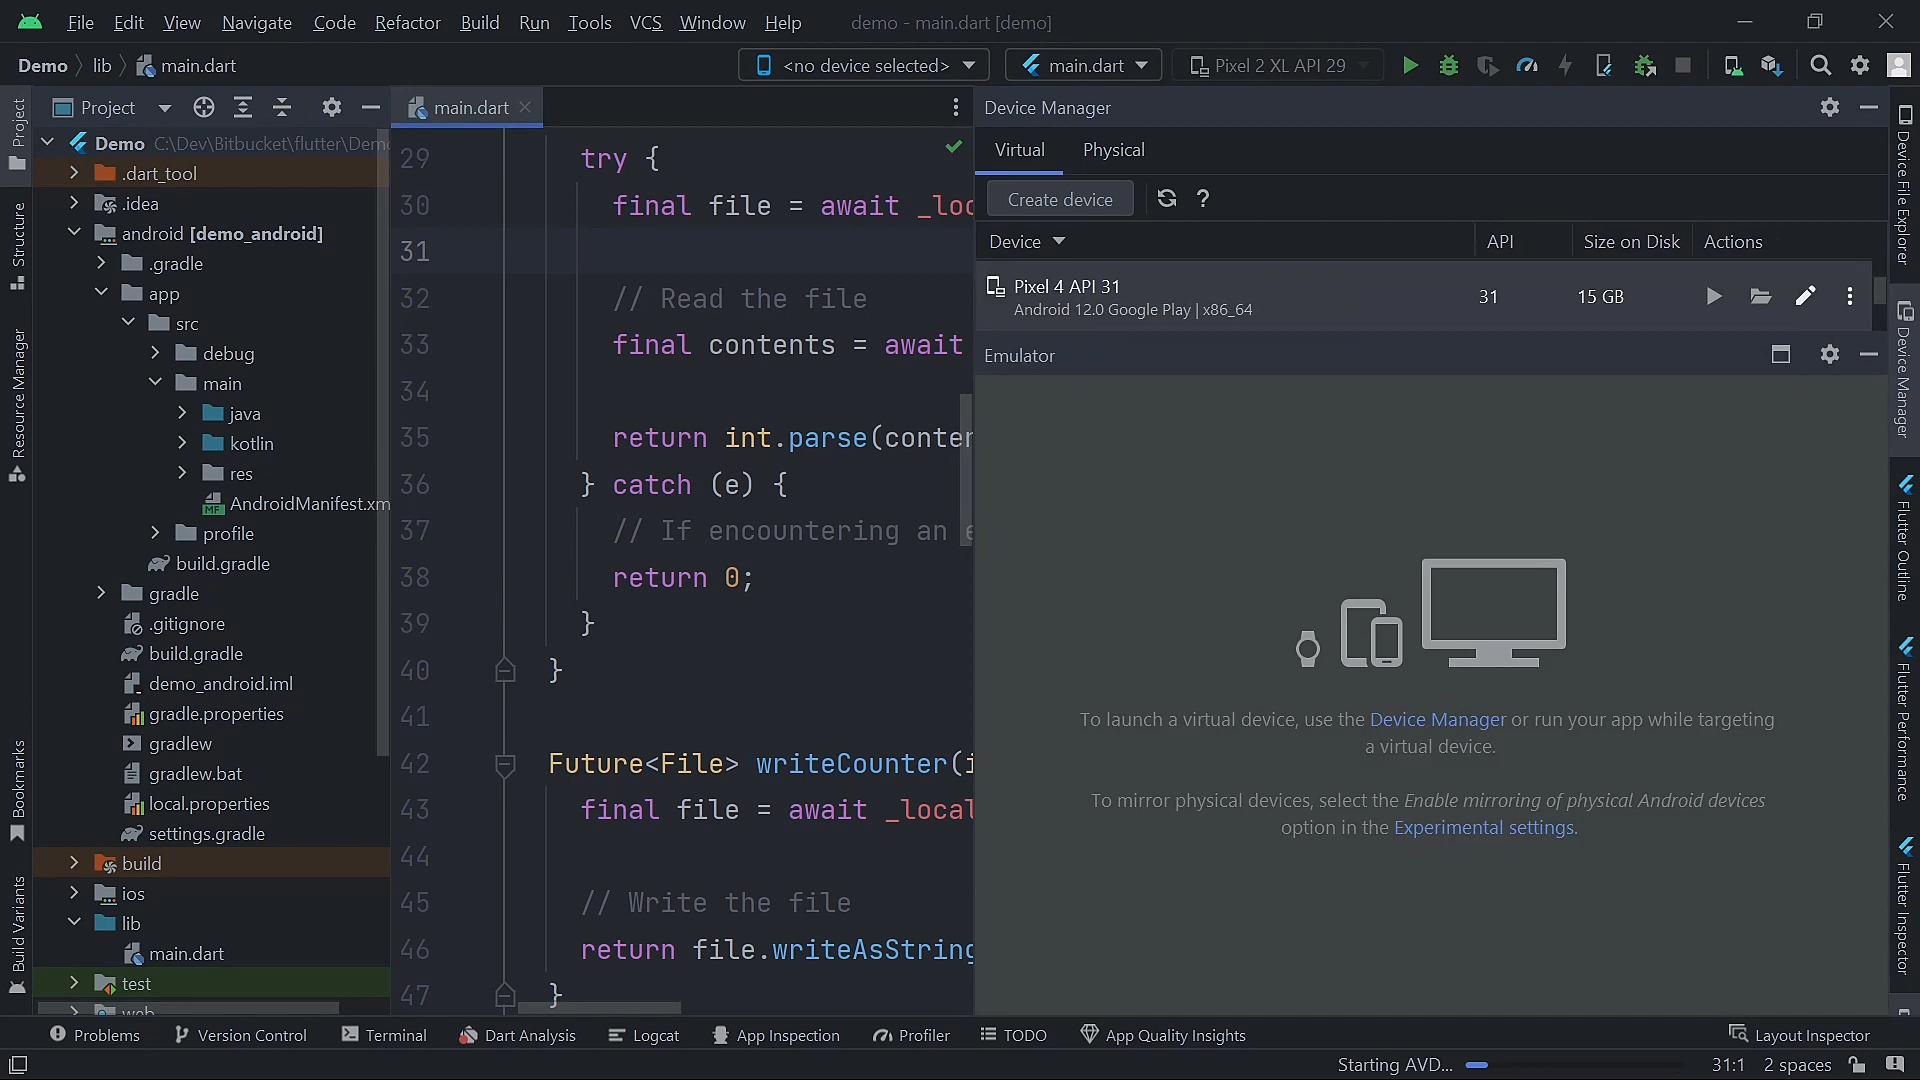 File Edit View Navigate Code Refactor Build Run Tools VCS Window Help demo - main.dart [demo]
Demo lib main.dart <no device selected> main.dart Pixel 2 XL API 29
Project
main.dart
Device Manager
Demo C:\Dev\Bitbucket\flutter\Dem
.dart_tool
.idea
android [demo_android]
.gradle
app
src
debug
main
java
kotlin
res
AndroidManifest.xm
profile
build.gradle
gradle
.gitignore
build.gradle
demo_android.iml
gradle.properties
gradlew
gradlew.bat
local.properties
settings.gradle
build
ios
lib
main.dart
test
web
29 try {
30 final file = await _loc
31
32 // Read the file
33 final contents = await
34
35 return int.parse(conten
36 } catch (e) {
37 // If encountering an e
38 return 0;
39 }
40 }
41
42 Future<File> writeCounter(i
43 final file = await _local
44
45 // Write the file
46 return file.writeAsString
47 }
Virtual Physical
Create device ?
Device API Size on Disk Actions
Pixel 4 API 31
Android 12.0 Google Play | x86_64
31 15 GB
Emulator
To launch a virtual device, use the Device Manager or run your app while targeting
a virtual device.
To mirror physical devices, select the Enable mirroring of physical Android devices
option in the Experimental settings.
Project
Structure
Resource Manager
Bookmarks
Build Variants
Device File Explorer
Device Manager
Flutter Outline
Flutter Performance
Flutter Inspector
Problems Version Control Terminal Dart Analysis Logcat App Inspection Profiler TODO App Quality Insights Layout Inspector
Starting AVD... 31:1 2 spaces